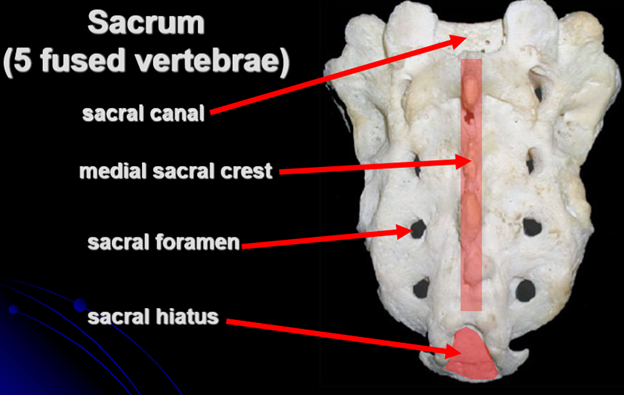 Sacrum
(5 fused vertebrae)
sacral canal
medial sacral crest
sacral foramen
sacral hiatus